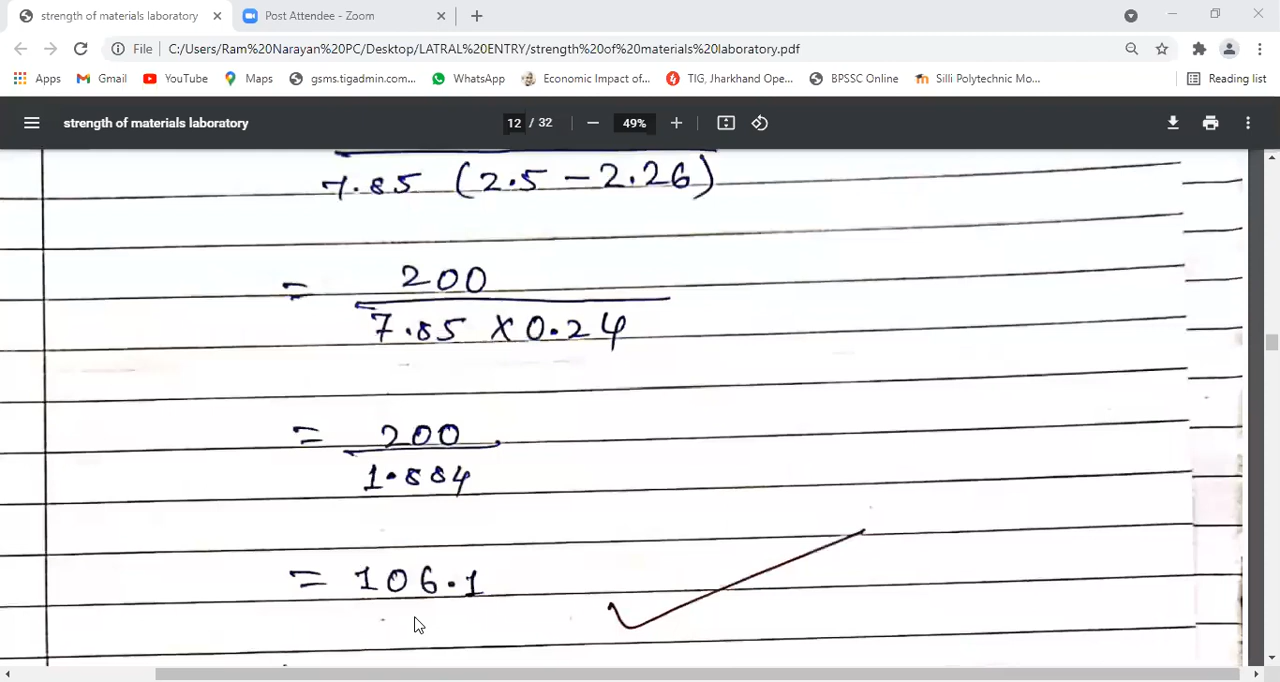 strength of materials laboratory
Post Attendee - Zoom
File C:/Users/Ram%20Narayan%20PC/Desktop/LATRAL%20ENTRY/strength%20of%20materials%20laboratory.pdf
Apps Gmail YouTube Maps gsms.tigadmin.com... WhatsApp Economic Impact of... TIG, Jharkhand Ope... BPSSC Online Silli Polytechnic Mo... Reading list
strength of materials laboratory 12 / 32 49%
7.85 (2.5 - 2.26)
= 200
7.85 x 0.24
= 200
1.884
= 106.1